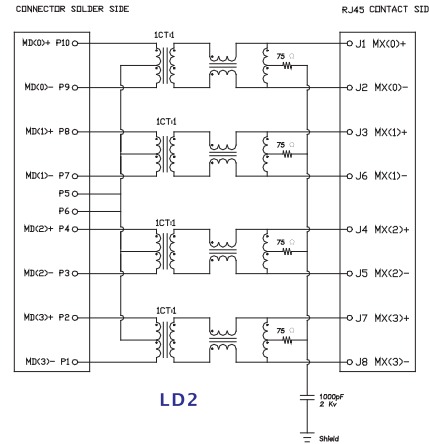 CONNECTOR SOLDER SIDE
RJ45 CONTACT SID
MD(0)+ P10
1CT:1
75 Ω
J1 MX(0)+
MD(0)- P9
J2 MX(0)-
MD(1)+ P8
1CT:1
75 Ω
J3 MX(1)+
MD(1)- P7
J6 MX(1)-
P5
P6
MD(2)+ P4
1CT:1
75 Ω
J4 MX(2)+
MD(2)- P3
J5 MX(2)-
MD(3)+ P2
1CT:1
75 Ω
J7 MX(3)+
MD(3)- P1
J8 MX(3)-
LD2
1000pF
2 Kv
Shield